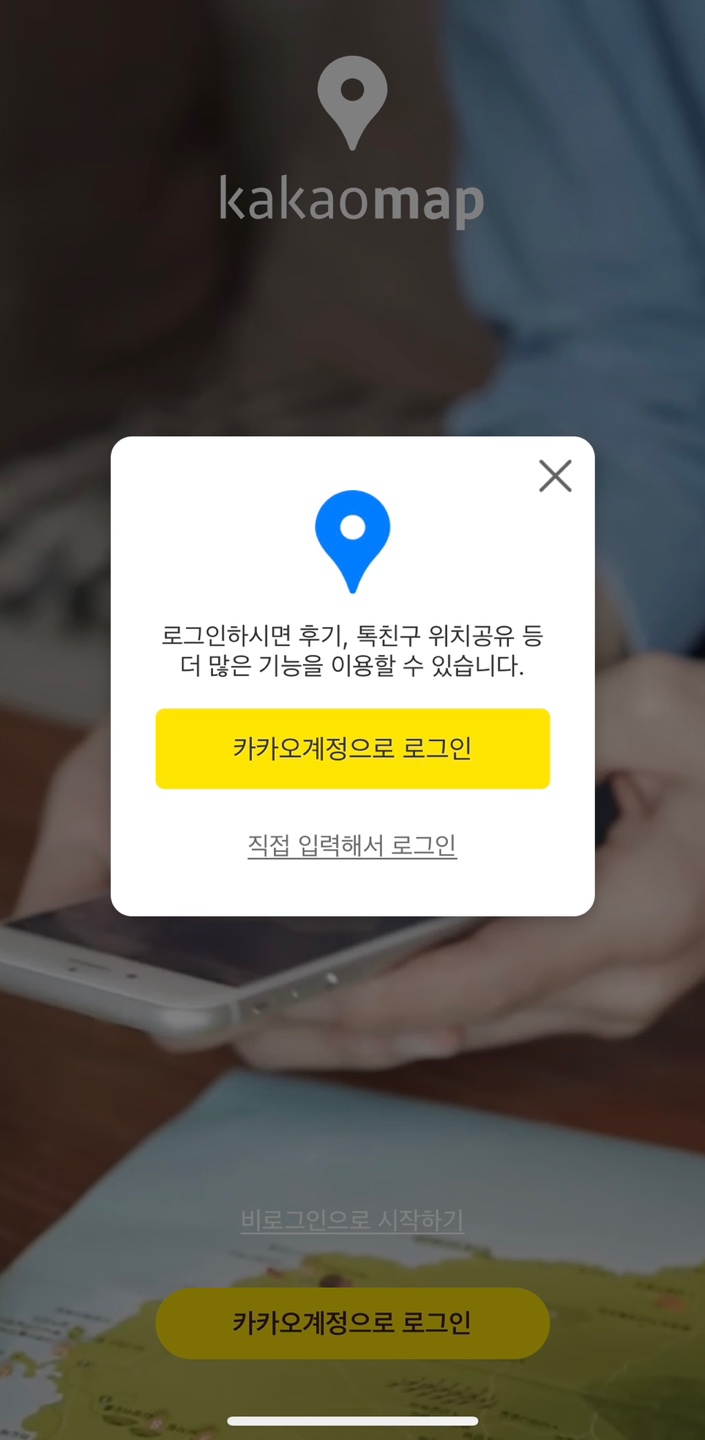 kakaomap
로그인하시면 후기, 톡친구 위치공유 등
더 많은 기능을 이용할 수 있습니다.
카카오계정으로 로그인
직접 입력해서 로그인
비로그인으로 시작하기
카카오계정으로 로그인